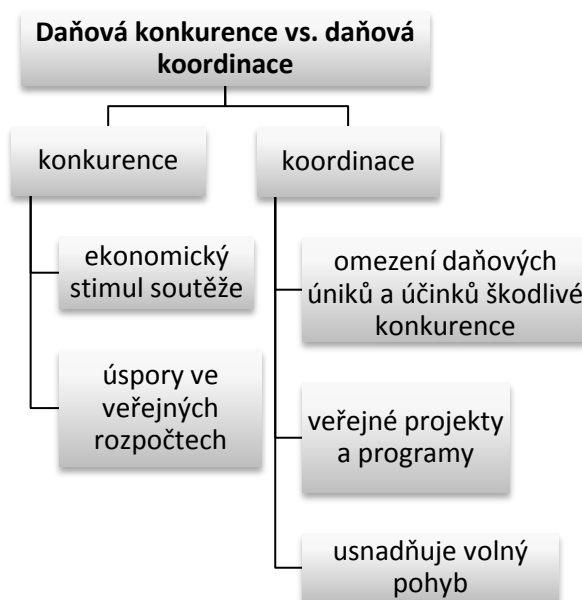 Daňová konkurence vs. daňová
koordinace
konkurence
ekonomický
stimul soutěže
úspory ve
veřejných
rozpočtech
koordinace
omezení daňových
úniků a účinků škodlivé
konkurence
veřejné projekty
a programy
usnadňuje volný
pohyb